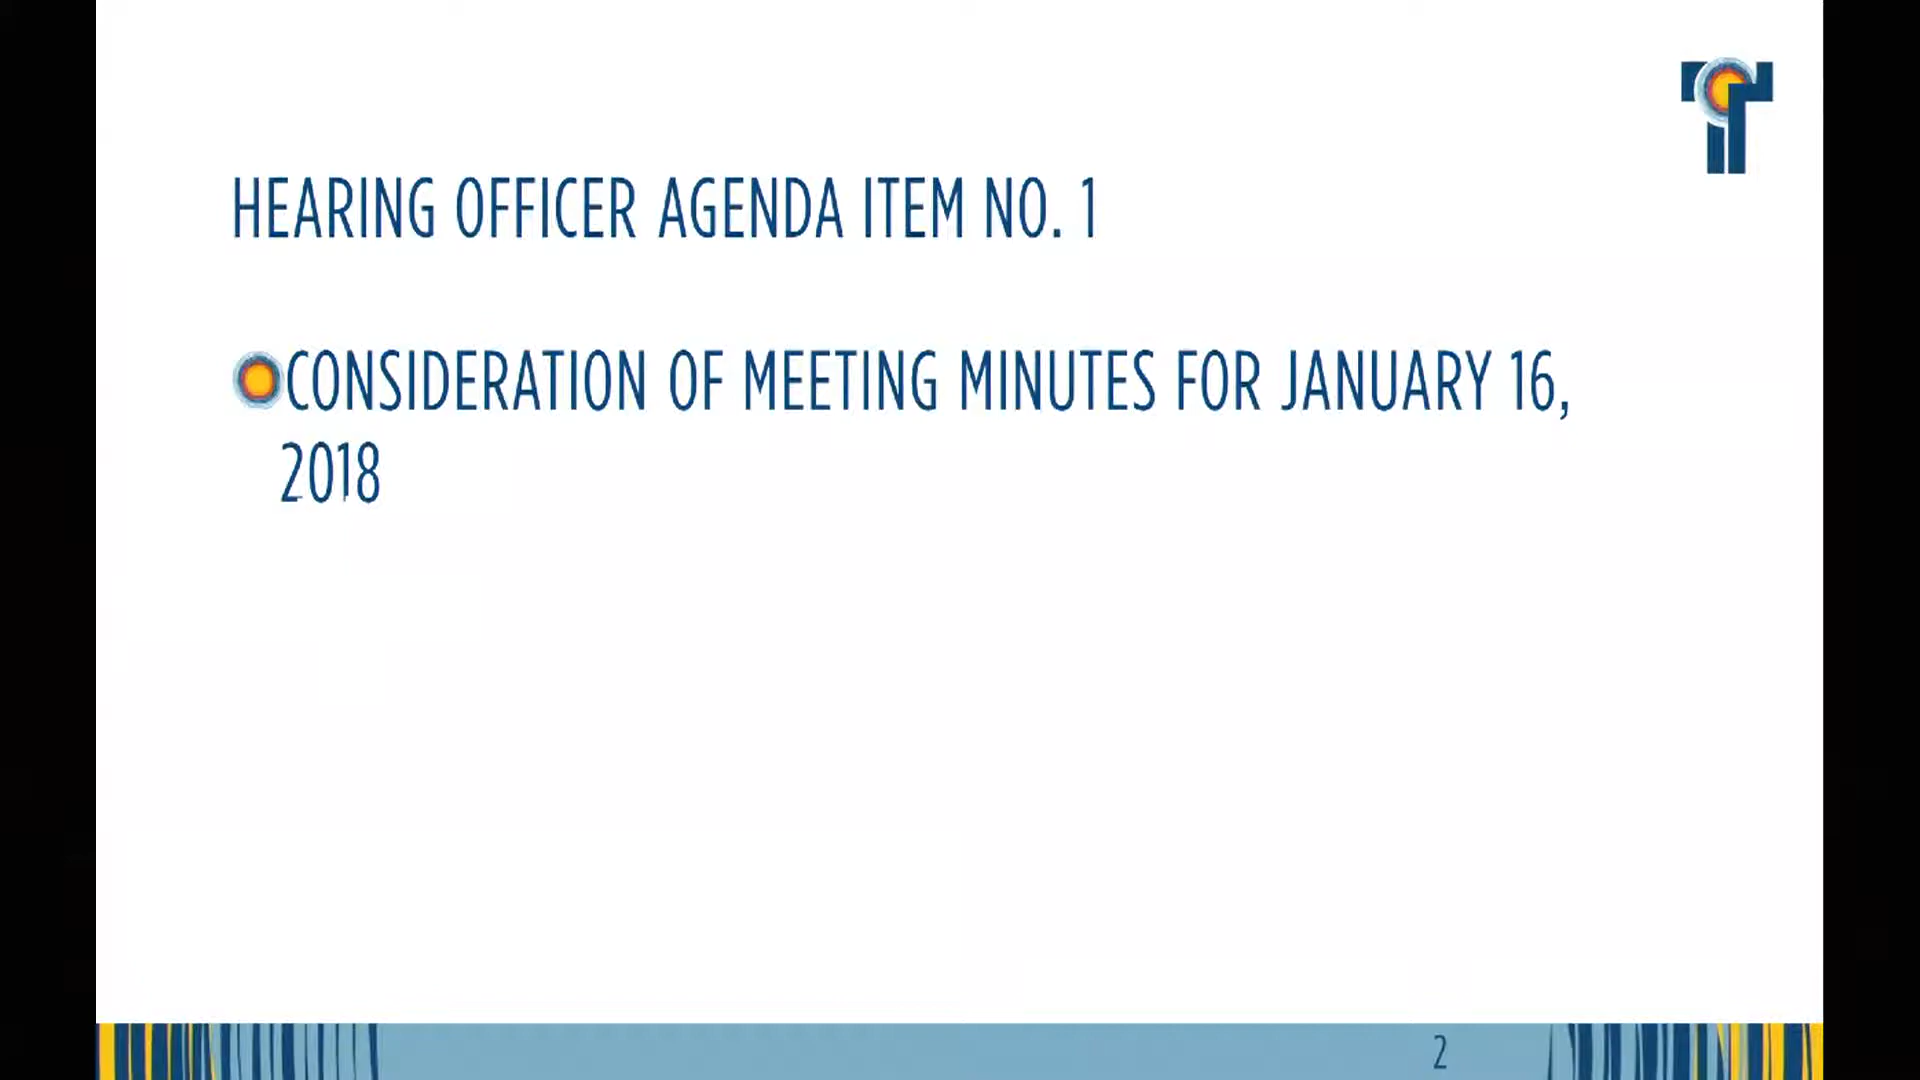 HEARING OFFICER AGENDA ITEM NO. 1
CONSIDERATION OF MEETING MINUTES FOR JANUARY 16,
2018
2